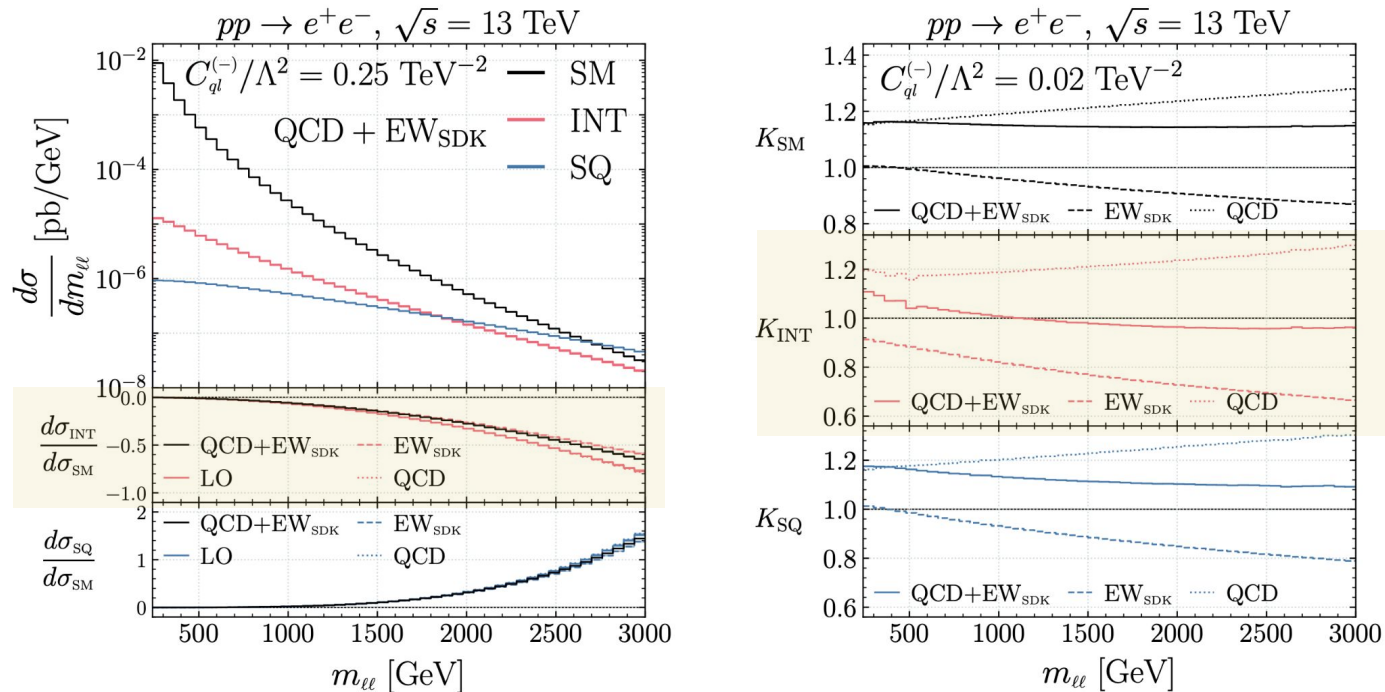 pp → e⁺e⁻, √s = 13 TeV
C_{ql}^{(−)}/Λ² = 0.25 TeV⁻²
QCD + EW_SDK
SM
INT
SQ
dσ/dm_ℓℓ [pb/GeV]
10⁻²
10⁻⁴
10⁻⁶
10⁻⁸
dσ_INT/dσ_SM
0.0
−0.5
−1.0
QCD+EW_SDK EW_SDK
LO QCD
dσ_SQ/dσ_SM
2
1
0
QCD+EW_SDK EW_SDK
LO QCD
500 1000 1500 2000 2500 3000
m_ℓℓ [GeV]
pp → e⁺e⁻, √s = 13 TeV
C_{ql}^{(−)}/Λ² = 0.02 TeV⁻²
K_SM
1.4
1.2
1.0
0.8
QCD+EW_SDK EW_SDK QCD
K_INT
1.2
1.0
0.8
0.6
QCD+EW_SDK EW_SDK QCD
K_SQ
1.2
1.0
0.8
0.6
QCD+EW_SDK EW_SDK QCD
500 1000 1500 2000 2500 3000
m_ℓℓ [GeV]